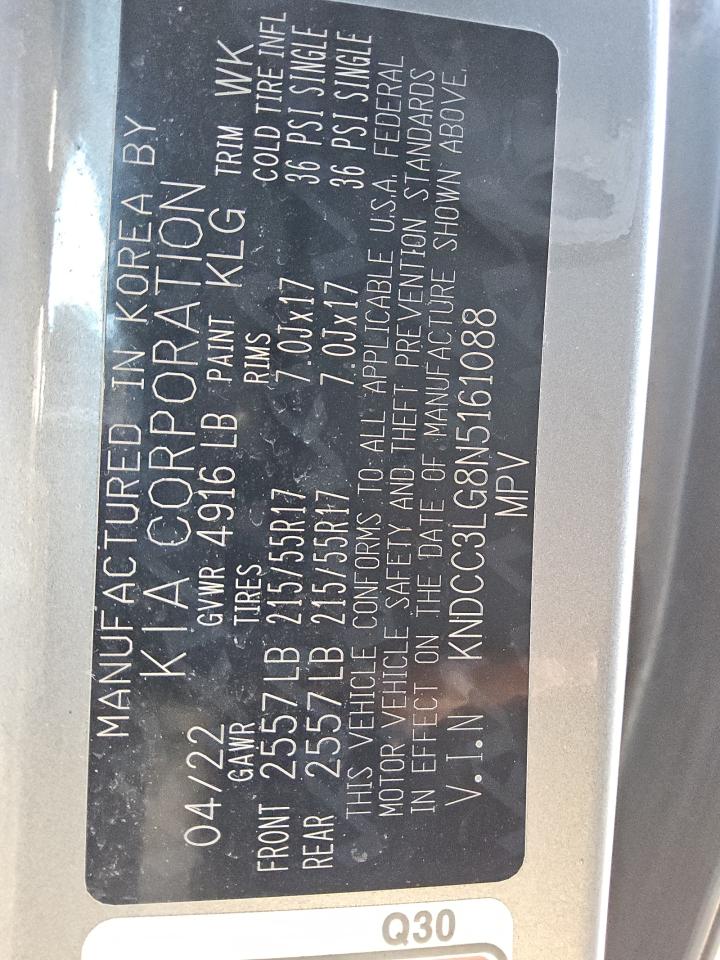 MANUFACTURED IN KOREA BY
KIA CORPORATION
04/22 GVWR 4916 LB PAINT KLG TRIM WK
GAWR TIRES RIMS COLD TIRE INFL
FRONT 2557 LB 215/55R17 7.0Jx17 36 PSI SINGLE
REAR 2557 LB 215/55R17 7.0Jx17 36 PSI SINGLE
THIS VEHICLE CONFORMS TO ALL APPLICABLE U.S.A. FEDERAL
MOTOR VEHICLE SAFETY AND THEFT PREVENTION STANDARDS
IN EFFECT ON THE DATE OF MANUFACTURE SHOWN ABOVE.
V.I.N KNDCC3LG8N5161088
MPV
Q30